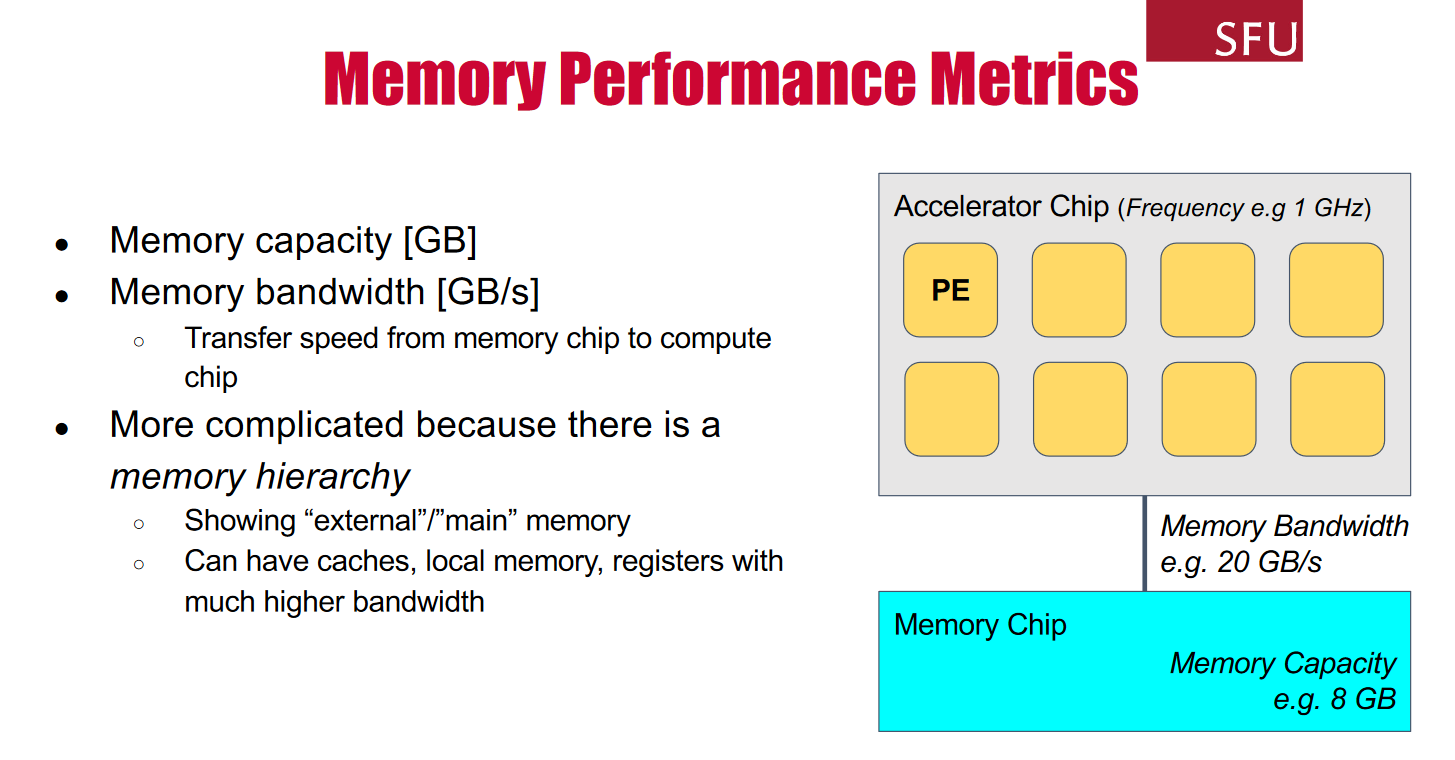 SFU
Memory Performance Metrics
● Memory capacity [GB]
● Memory bandwidth [GB/s]
○ Transfer speed from memory chip to compute
chip
● More complicated because there is a
memory hierarchy
○ Showing “external”/”main” memory
○ Can have caches, local memory, registers with
much higher bandwidth
Accelerator Chip (Frequency e.g 1 GHz)
PE
Memory Bandwidth
e.g. 20 GB/s
Memory Chip
Memory Capacity
e.g. 8 GB